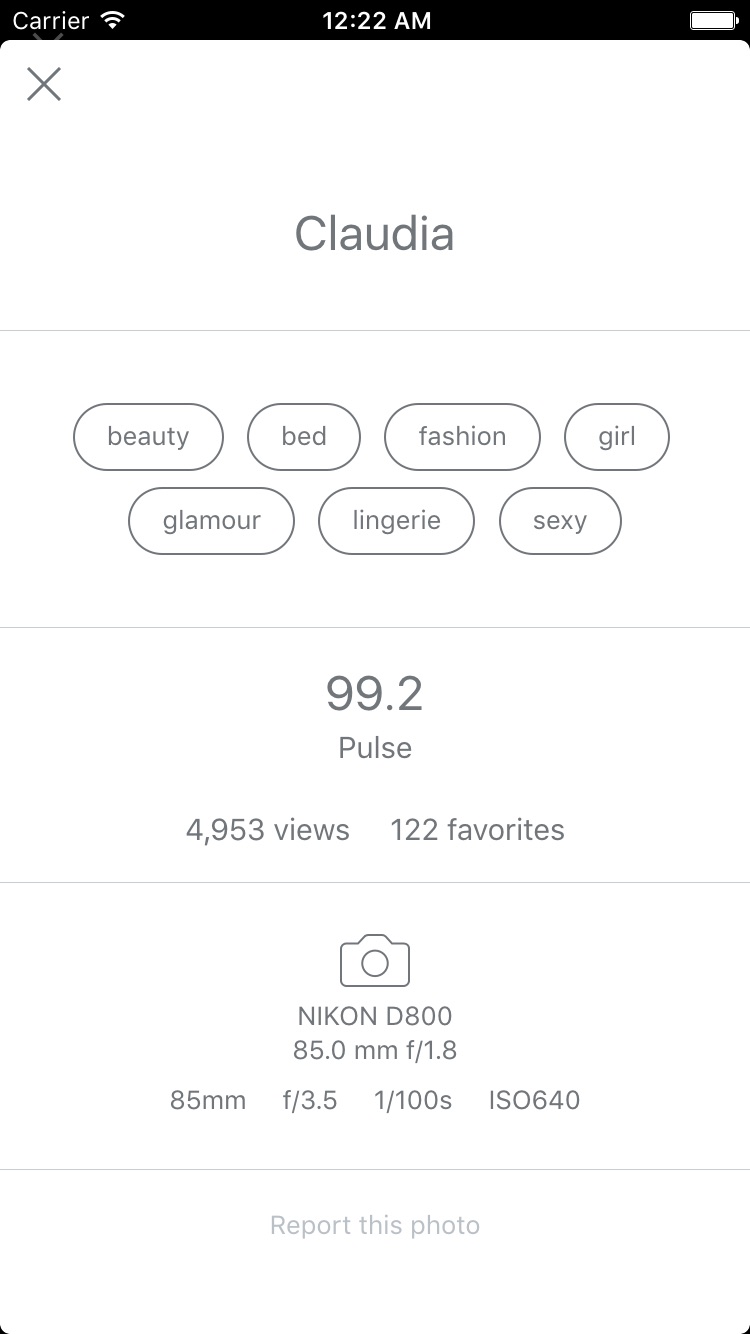 Carrier 12:22 AM
Claudia
beauty bed fashion girl
glamour lingerie sexy
99.2
Pulse
4,953 views 122 favorites
NIKON D800
85.0 mm f/1.8
85mm f/3.5 1/100s ISO640
Report this photo